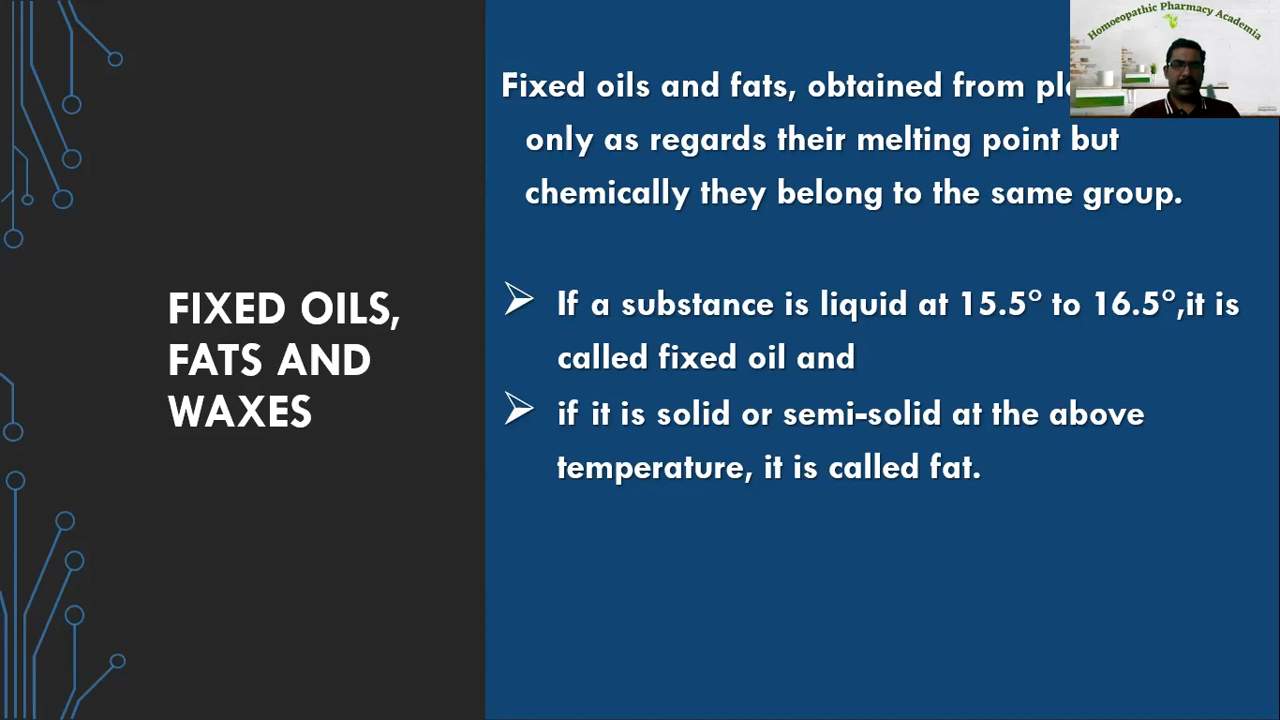 Homoeopathic Pharmacy Academia
Fixed oils and fats, obtained from
only as regards their melting point but
chemically they belong to the same group.
FIXED OILS,
FATS AND
WAXES
If a substance is liquid at 15.5° to 16.5°,it is
called fixed oil and
if it is solid or semi-solid at the above
temperature, it is called fat.